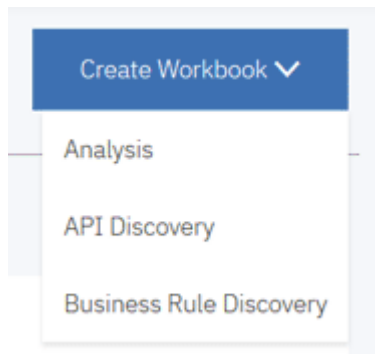 Create Workbook
Analysis
API Discovery
Business Rule Discovery